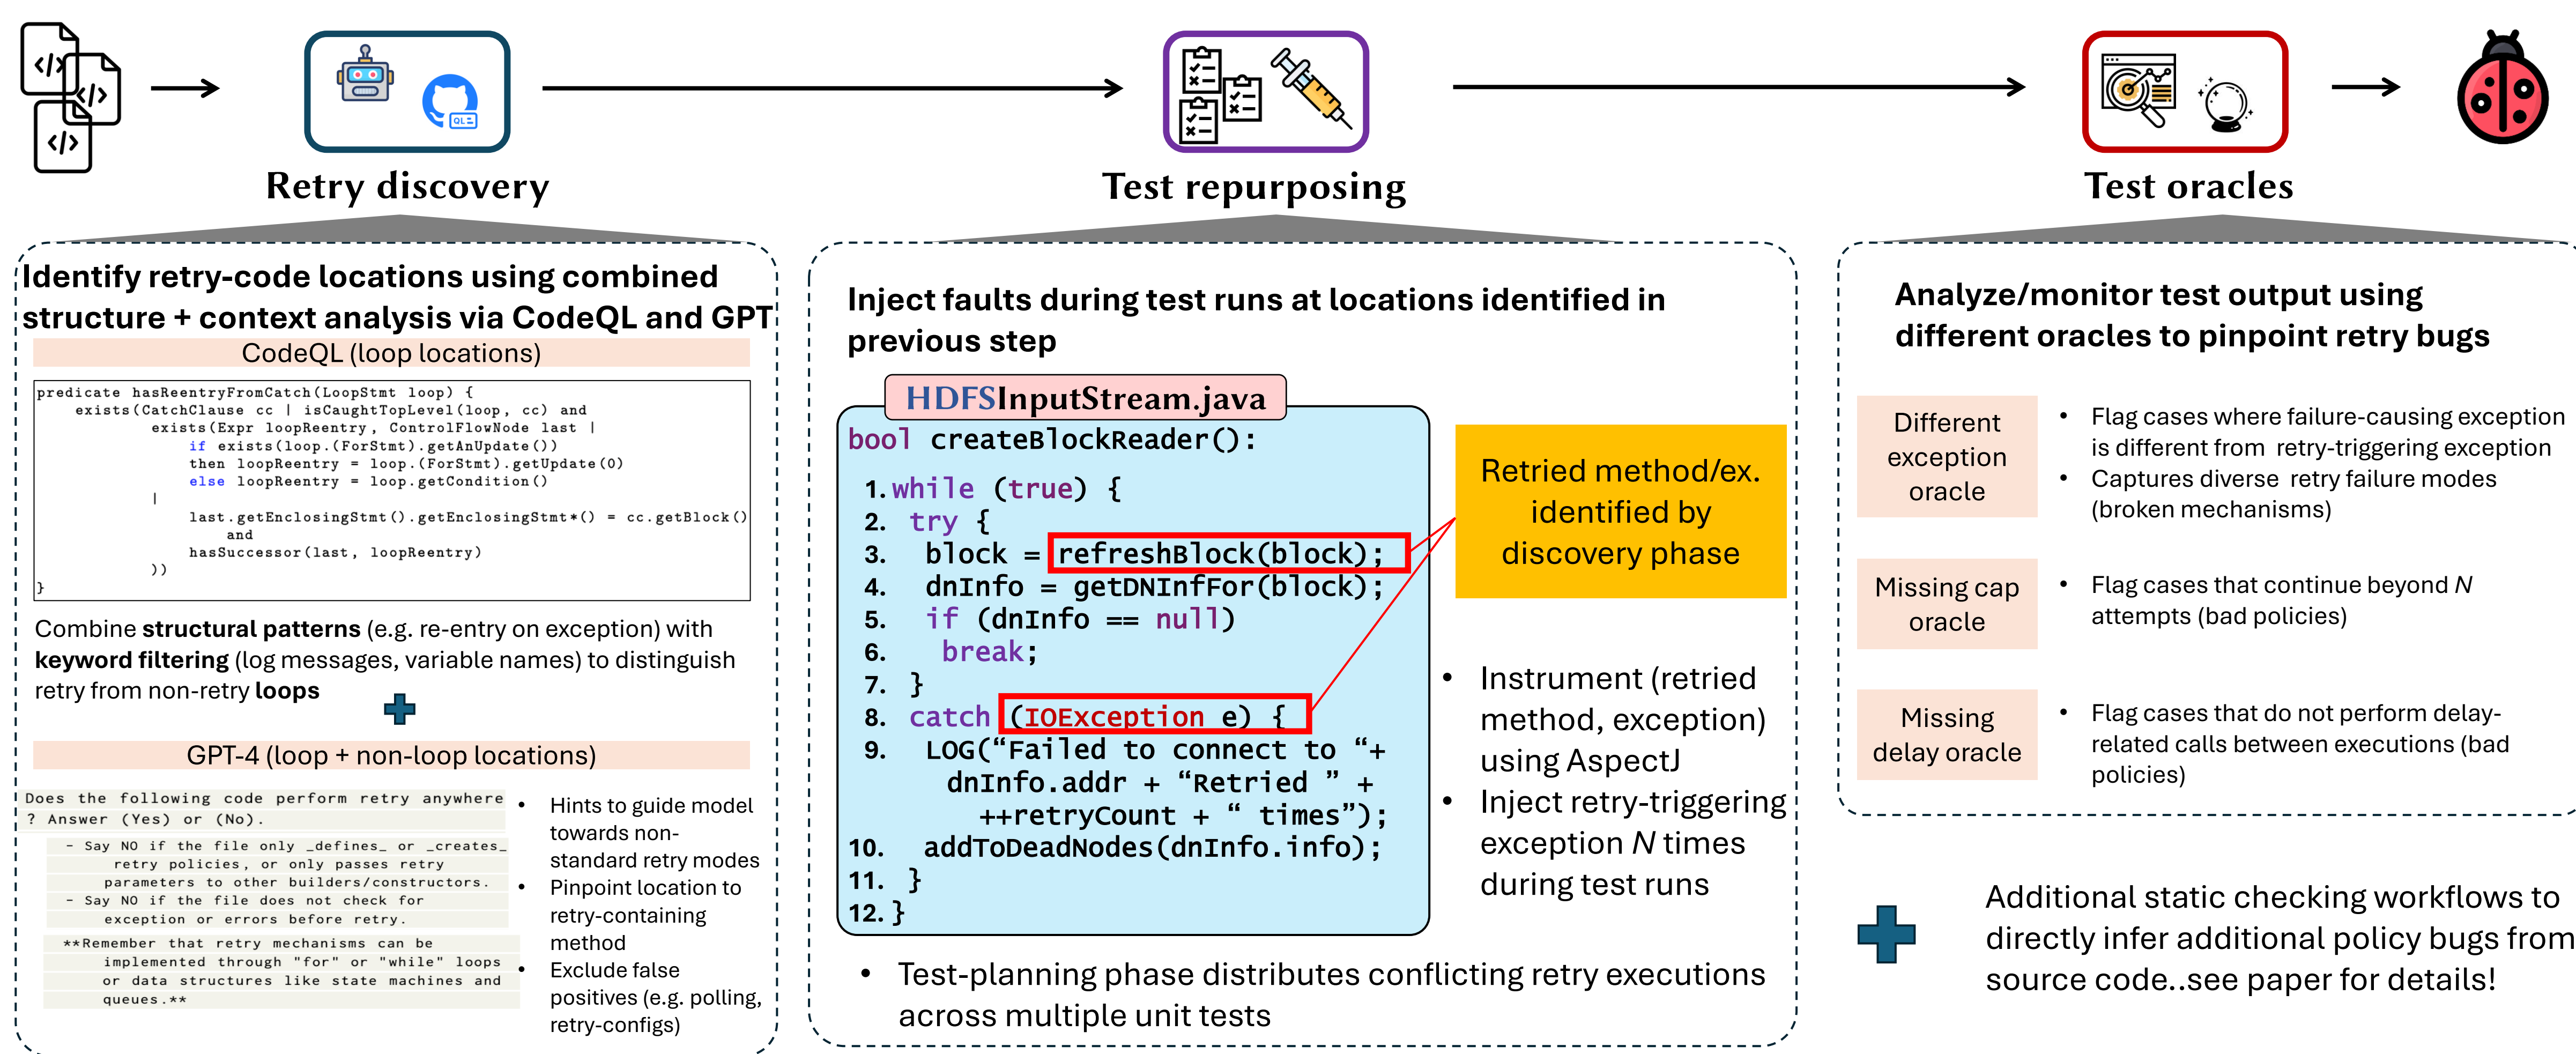 </>
</>
</>
QL
Retry discovery
Test repurposing
Test oracles
Identify retry-code locations using combined
structure + context analysis via CodeQL and GPT
CodeQL (loop locations)
predicate hasReentryFromCatch(LoopStmt loop) {
exists(CatchClause cc | isCaughtTopLevel(loop, cc) and
exists(Expr loopReentry, ControlFlowNode last |
if exists(loop.(ForStmt).getAnUpdate())
then loopReentry = loop.(ForStmt).getUpdate(0)
else loopReentry = loop.getCondition()
|
last.getEnclosingStmt().getEnclosingStmt*() = cc.getBlock()
and
hasSuccessor(last, loopReentry)
))
}
Combine structural patterns (e.g. re-entry on exception) with
keyword filtering (log messages, variable names) to distinguish
retry from non-retry loops
GPT-4 (loop + non-loop locations)
Does the following code perform retry anywhere
? Answer (Yes) or (No).
- Say NO if the file only _defines_ or _creates_
retry policies, or only passes retry
parameters to other builders/constructors.
- Say NO if the file does not check for
exception or errors before retry.
**Remember that retry mechanisms can be
implemented through "for" or "while" loops
or data structures like state machines and
queues.**
• Hints to guide model
towards non-
standard retry modes
• Pinpoint location to
retry-containing
method
• Exclude false
positives (e.g. polling,
retry-configs)
Inject faults during test runs at locations identified in
previous step
HDFSInputStream.java
bool createBlockReader():
1. while (true) {
2. try {
3. block = refreshBlock(block);
4. dnInfo = getDNInfFor(block);
5. if (dnInfo == null)
6. break;
7. }
8. catch (IOException e) {
9. LOG(“Failed to connect to “+
dnInfo.addr + “Retried ” +
++retryCount + “ times”);
10. addToDeadNodes(dnInfo.info);
11. }
12. }
Retried method/ex.
identified by
discovery phase
• Instrument (retried
method, exception)
using AspectJ
• Inject retry-triggering
exception N times
during test runs
• Test-planning phase distributes conflicting retry executions
across multiple unit tests
Analyze/monitor test output using
different oracles to pinpoint retry bugs
Different
exception
oracle
• Flag cases where failure-causing exception
is different from retry-triggering exception
• Captures diverse retry failure modes
(broken mechanisms)
Missing cap
oracle
• Flag cases that continue beyond N
attempts (bad policies)
Missing
delay oracle
• Flag cases that do not perform delay-
related calls between executions (bad
policies)
Additional static checking workflows to
directly infer additional policy bugs from
source code..see paper for details!